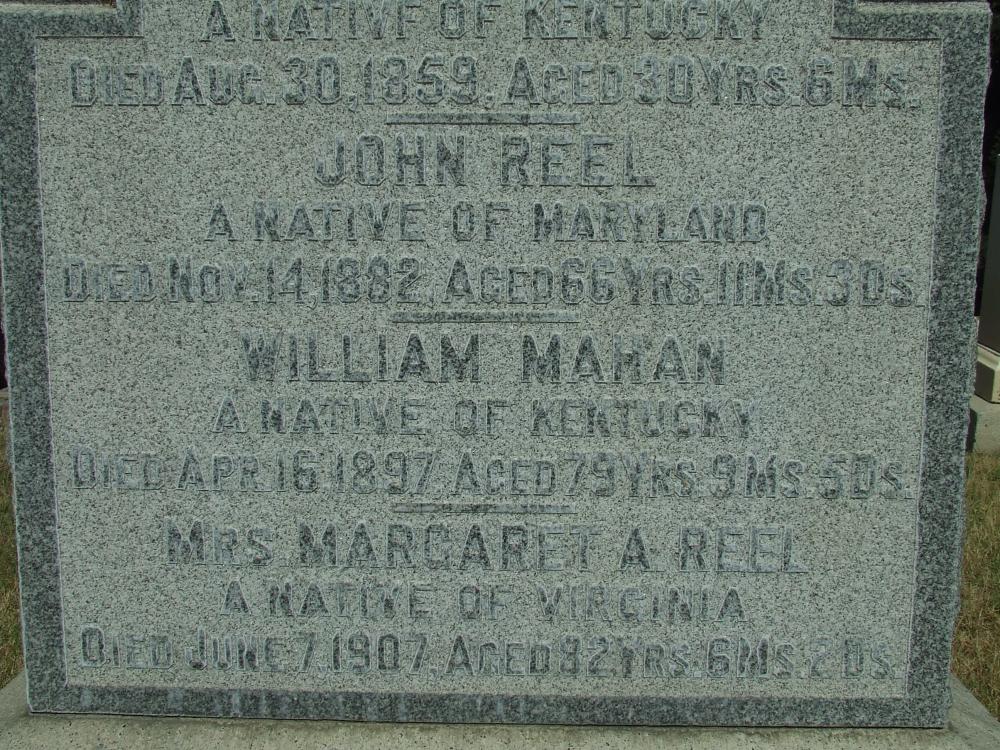 A NATIVE OF KENTUCKY
DIED AUG. 30, 1859. AGED 30 YRS. 6 MS.
JOHN REEL
A NATIVE OF MARYLAND
DIED NOV. 14, 1882, AGED 66 YRS. 11 MS. 3 DS.
WILLIAM MAHAN
A NATIVE OF KENTUCKY
DIED APR. 16, 1897, AGED 79 YRS. 9 MS. 5 DS.
MRS MARGARET A. REEL
A NATIVE OF VIRGINIA
DIED JUNE 7, 1907, AGED 82 YRS. 6 MS. 2 DS.